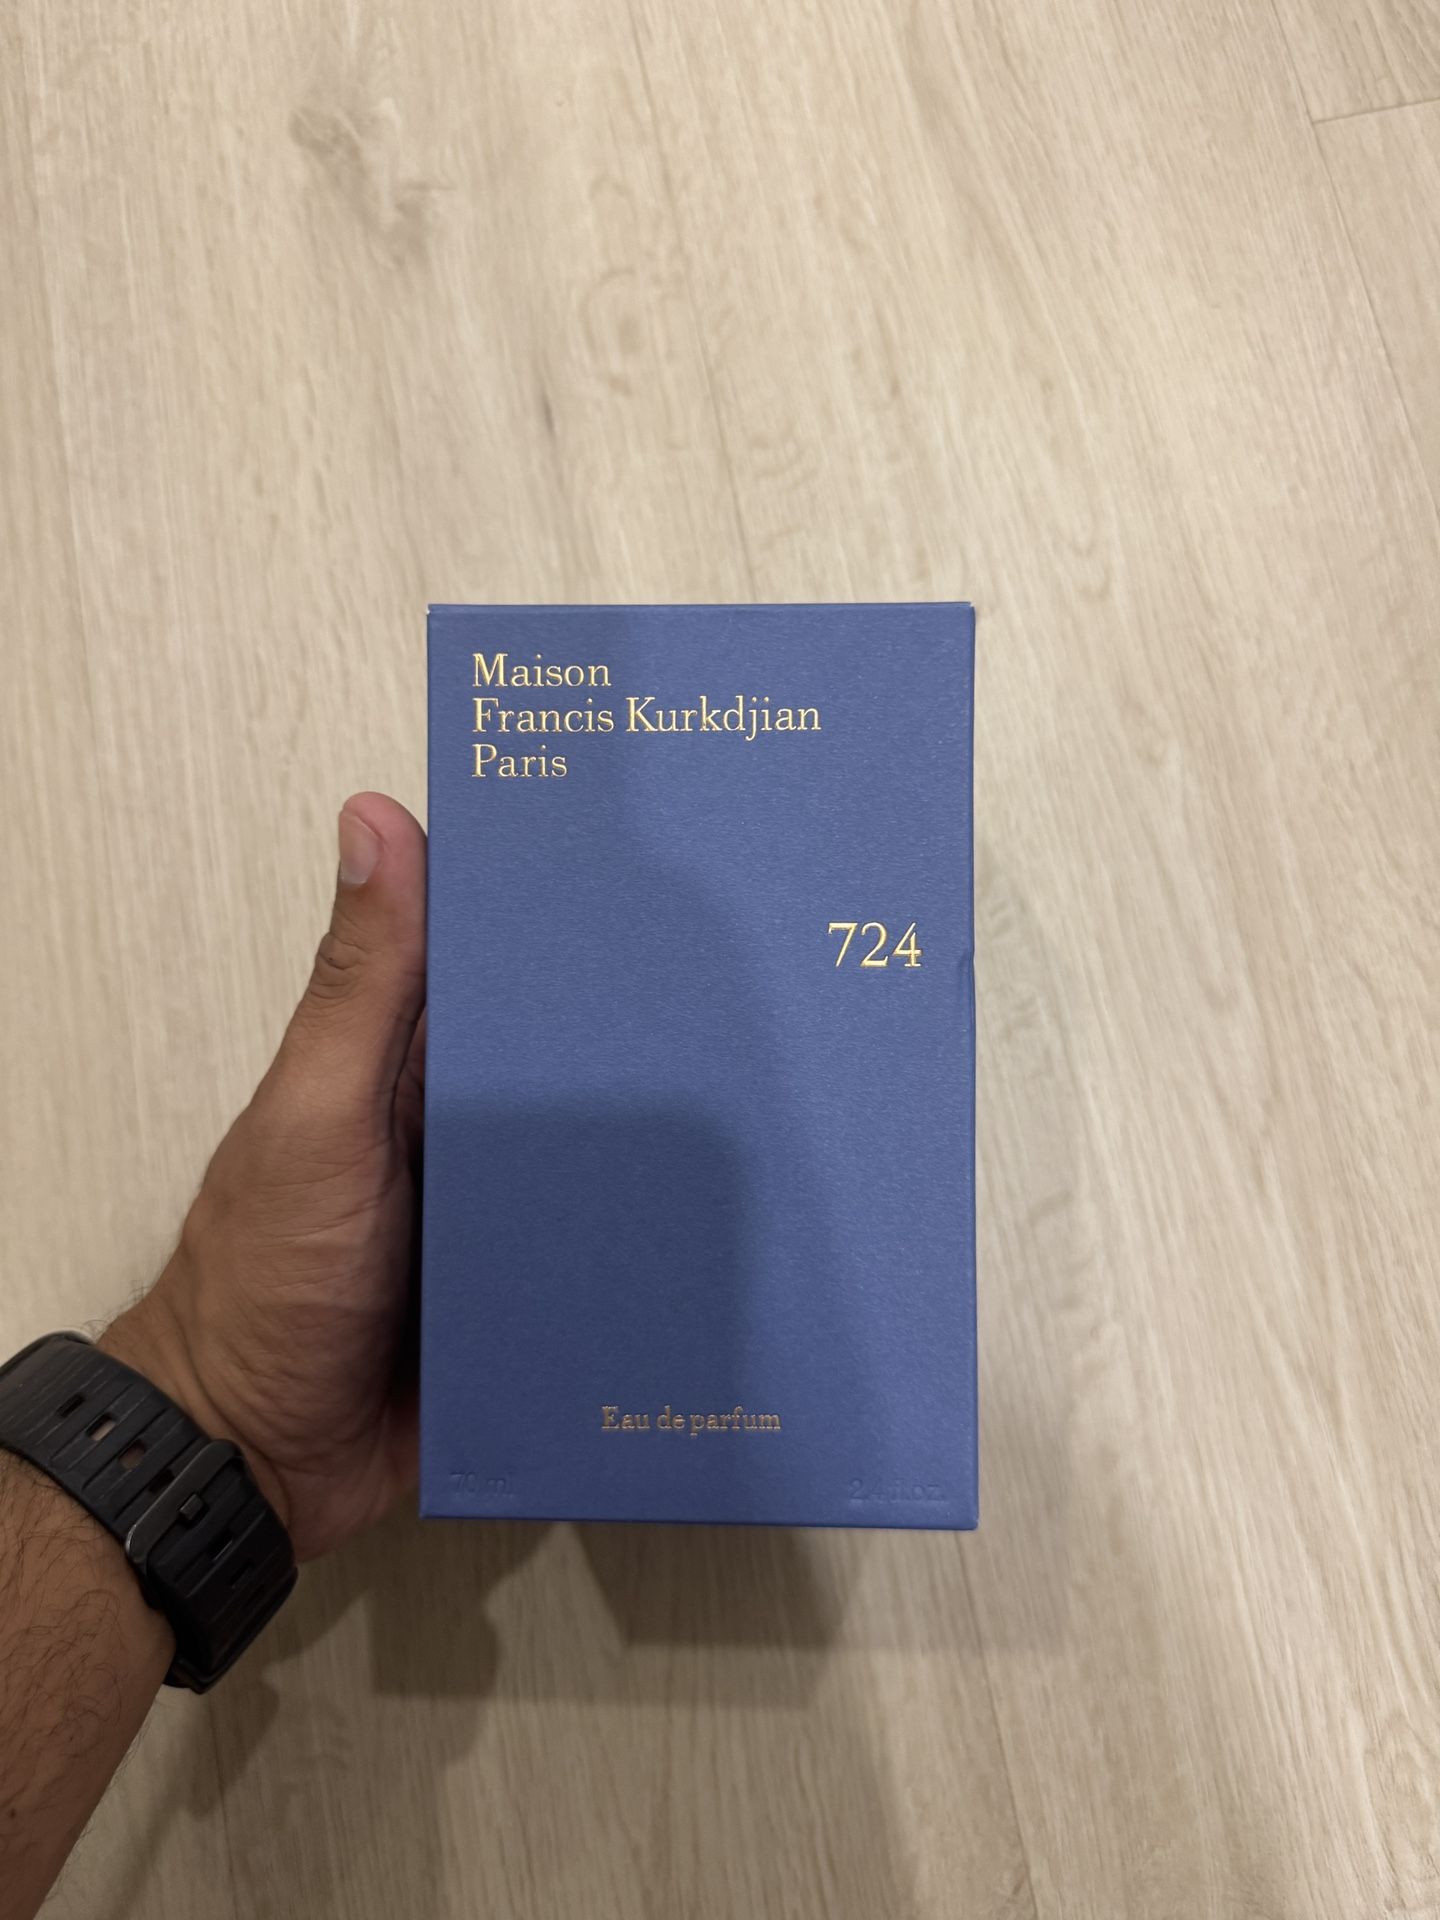 Maison
Francis Kurkdjian
Paris
724
Eau de parfum
70 ml
2.4 fl.oz.